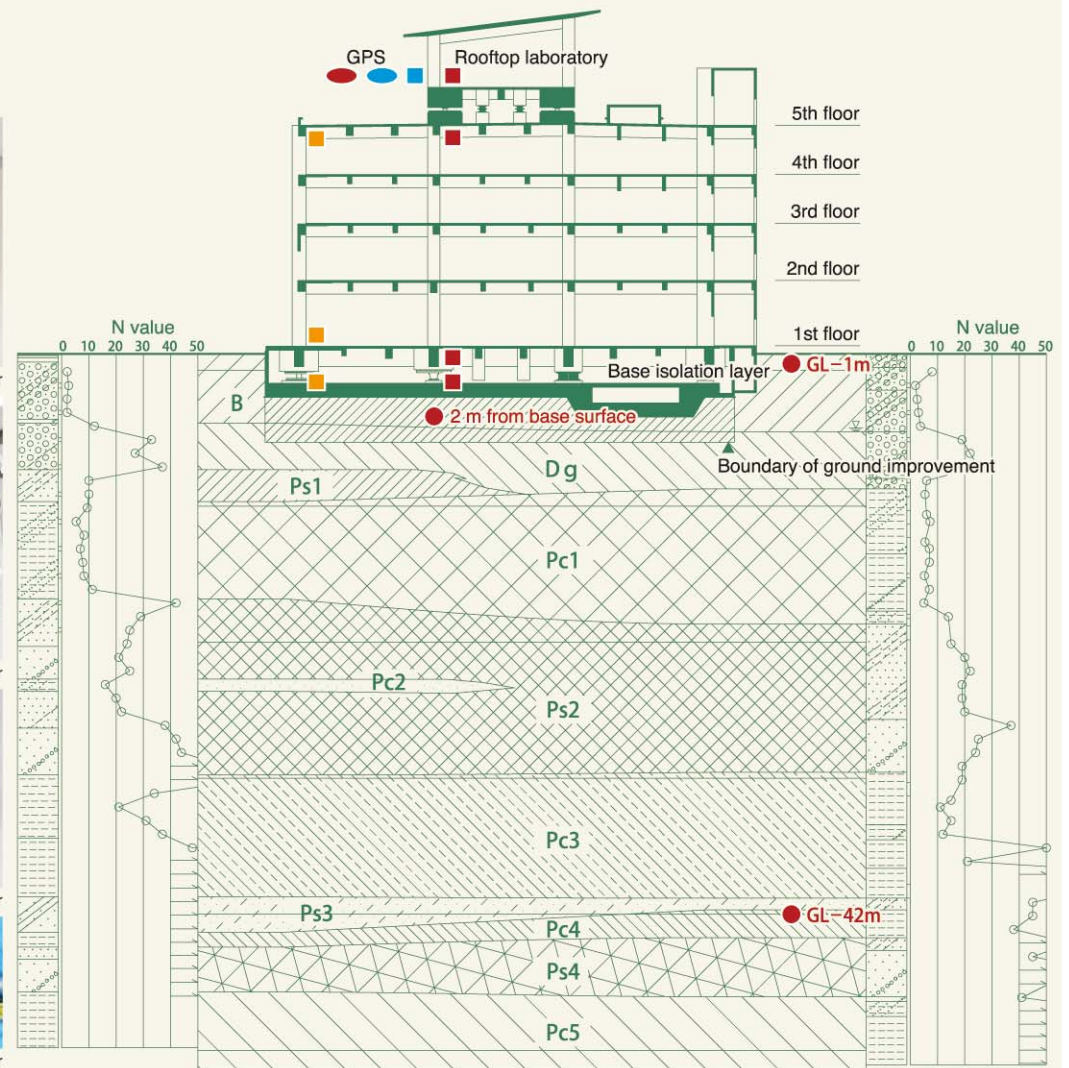 GPS
Rooftop laboratory
5th floor
4th floor
3rd floor
2nd floor
1st floor
N value
0 10 20 30 40 50
N value
0 10 20 30 40 50
GL−1m
Base isolation layer
B
2 m from base surface
Boundary of ground improvement
Dg
Ps1
Pc1
Pc2
Ps2
Pc3
Ps3
GL−42m
Pc4
Ps4
Pc5